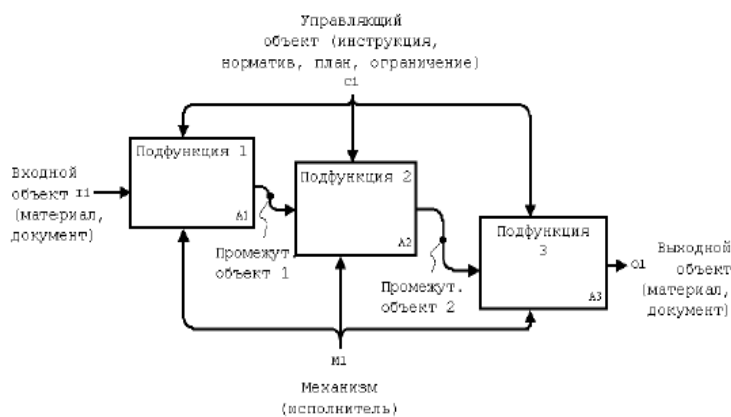 Управляющий
объект (инструкция,
норматив, план, ограничение)
C1
Подфункция 1
A1
Входной
объект I1
(материал,
документ)
Подфункция 2
A2
Промежут.
объект 1
Подфункция
3
A3
Промежут.
объект 2
O1
Выходной
объект
(материал,
документ)
M1
Механизм
(исполнитель)